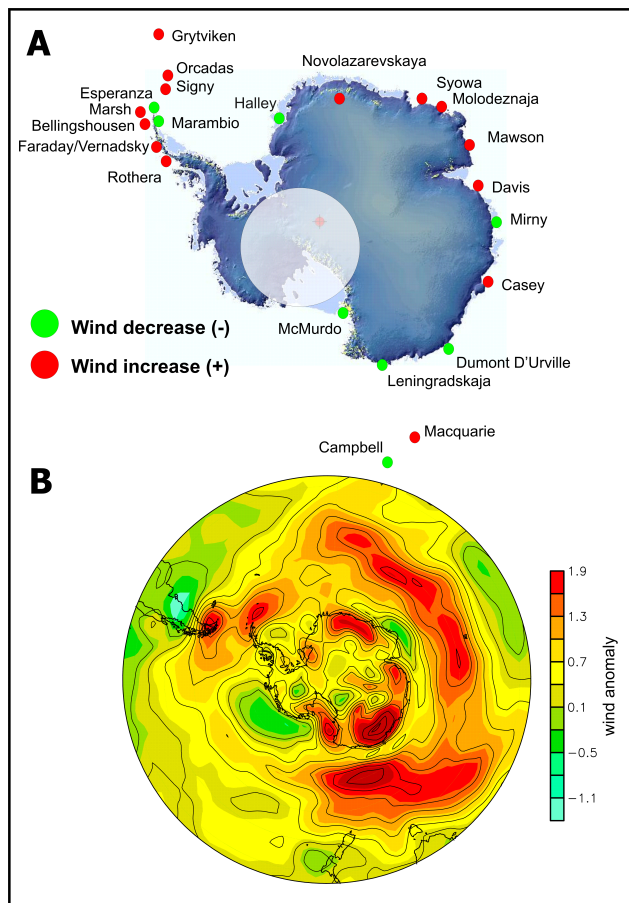 A
Grytviken
Orcadas
Signy
Esperanza
Marsh
Bellingshousen
Marambio
Faraday/Vernadsky
Rothera
Halley
Novolazarevskaya
Syowa
Molodeznaja
Mawson
Davis
Mirny
Casey
McMurdo
Dumont D'Urville
Leningradskaja
Wind decrease (-)
Wind increase (+)
Macquarie
Campbell
B
1.9
1.3
0.7
0.1
−0.5
−1.1
wind anomaly